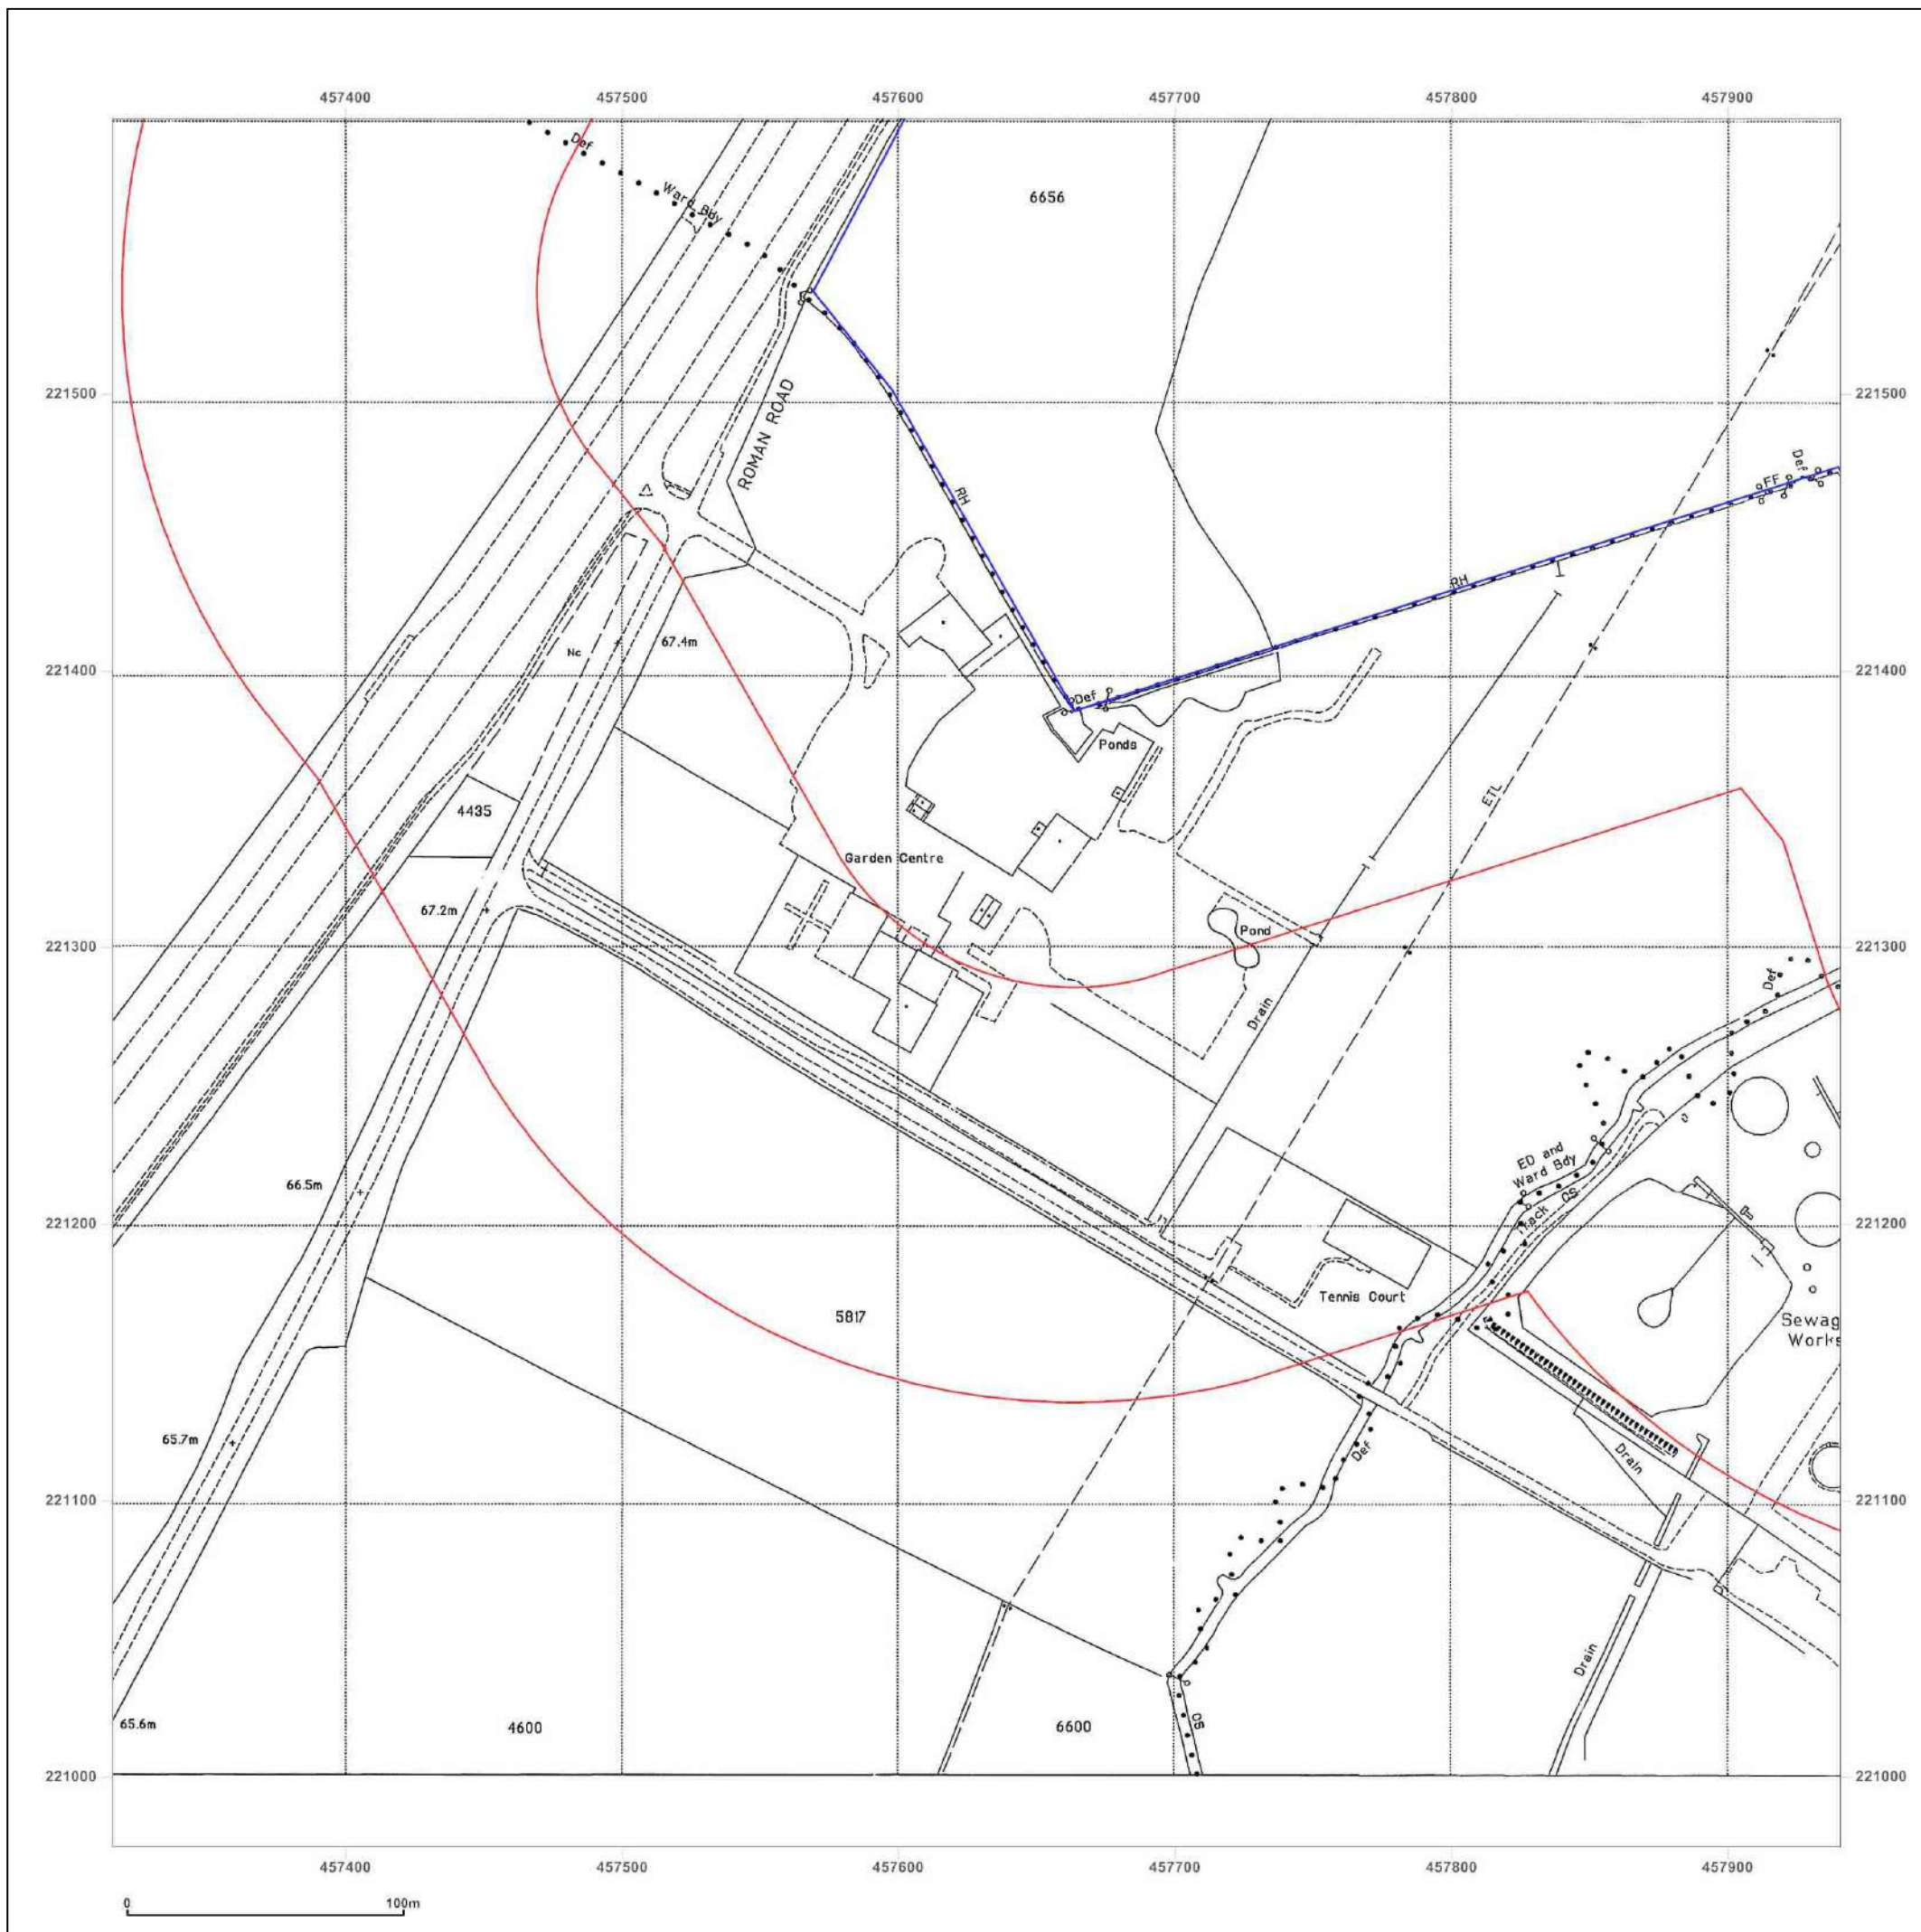 457400 457500 457600 457700 457800 457900
Def
Ward Bdy
6656
221500 221500
ROMAN ROAD
Def
FF
RH
RH
67.4m
Nc
221400 221400
Def
Ponds
ETL
4435
Garden Centre
67.2m
Pond
221300 221300
Def
Drain
ED and
Ward Bdy
CS
Track
66.5m
221200 221200
Tennis Court
5817
Sewag
Works
65.7m
Def
Drain
221100 221100
Drain
65.6m
4600
6600
CS
221000 221000
457400 457500 457600 457700 457800 457900
0 100m